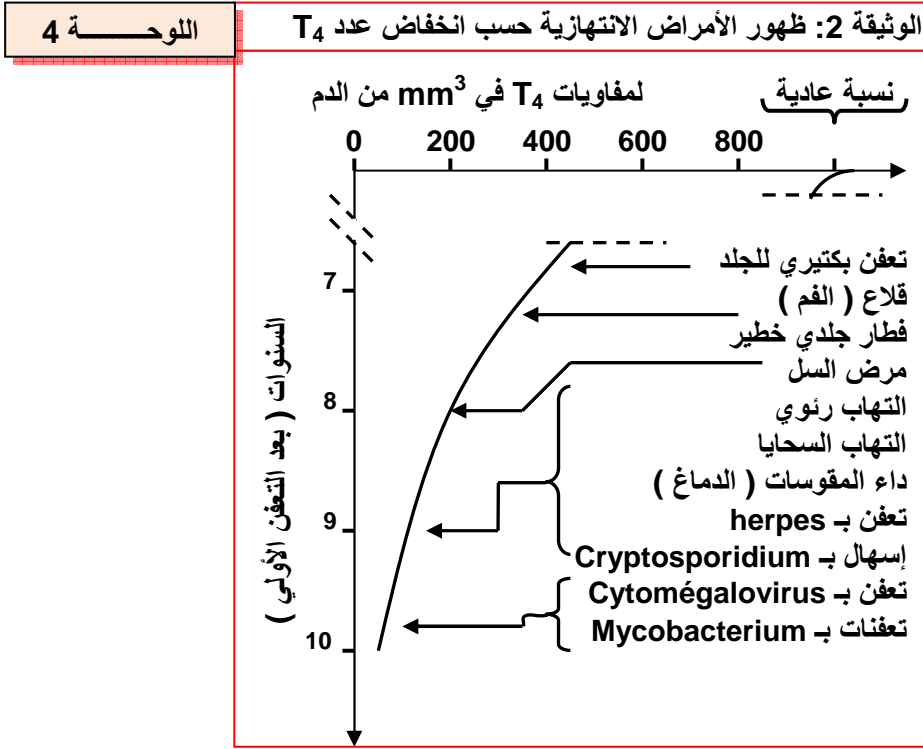 الوثيقة 2: ظهور الأمراض الانتهازية حسب انخفاض عدد T4
اللوحـــــــــــة 4
نسبة عادية
لمفاويات T4 في mm3 من الدم
0 200 400 600 800
تعفن بكتيري للجلد
7
قلاع ( الفم )
فطار جلدي خطير
مرض السل
8
التهاب رئوي
التهاب السحايا
داء المقوسات ( الدماغ )
تعفن بـ herpes
9
إسهال بـ Cryptosporidium
تعفن بـ Cytomégalovirus
تعفنات بـ Mycobacterium
10
السنوات ( بعد التعفن الأولي )